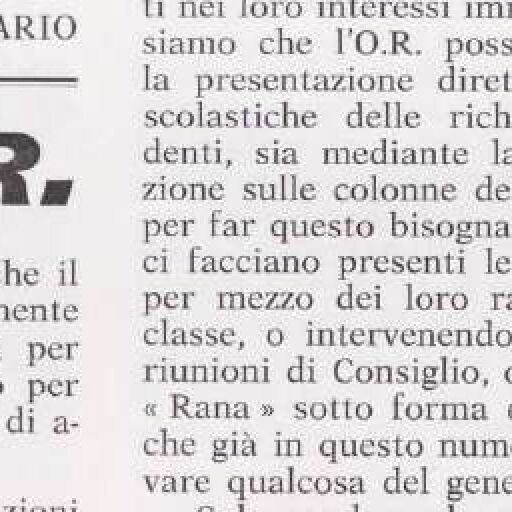 ARIO
R.
he il
mente
per
per
di a-
zioni
ti nei loro interessi
siamo che l'O.R. poss
la presentazione diret
scolastiche delle rich
denti, sia mediante la
zione sulle colonne de
per far questo bisogna
ci facciano presenti le
per mezzo dei loro ra
classe, o intervenendo
riunioni di Consiglio,
« Rana » sotto forma
che già in questo num
vare qualcosa del gene